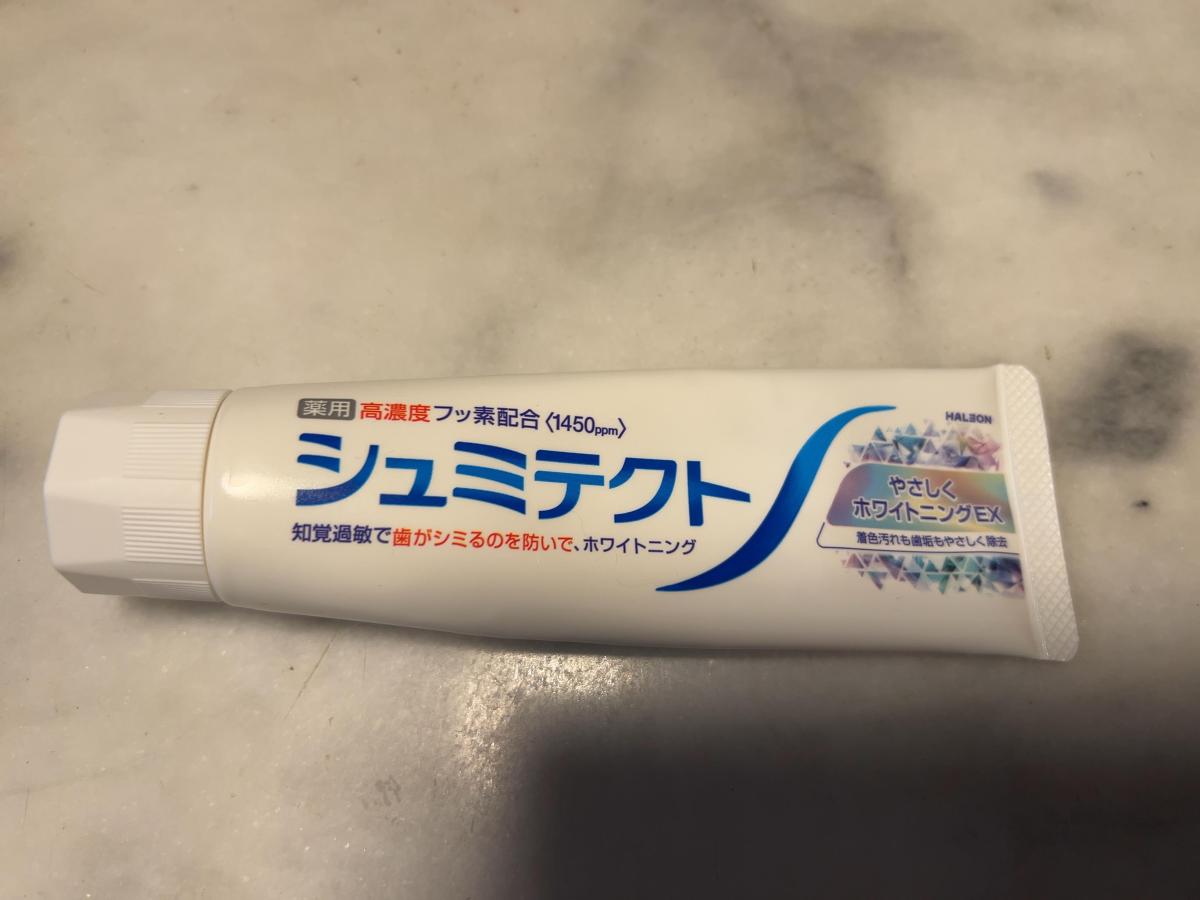 薬用 高濃度フッ素配合〈1450ppm〉
シュミテクト
知覚過敏で歯がシミるのを防いで、ホワイトニング
HALEON
やさしく
ホワイトニングEX
着色汚れも歯垢もやさしく除去